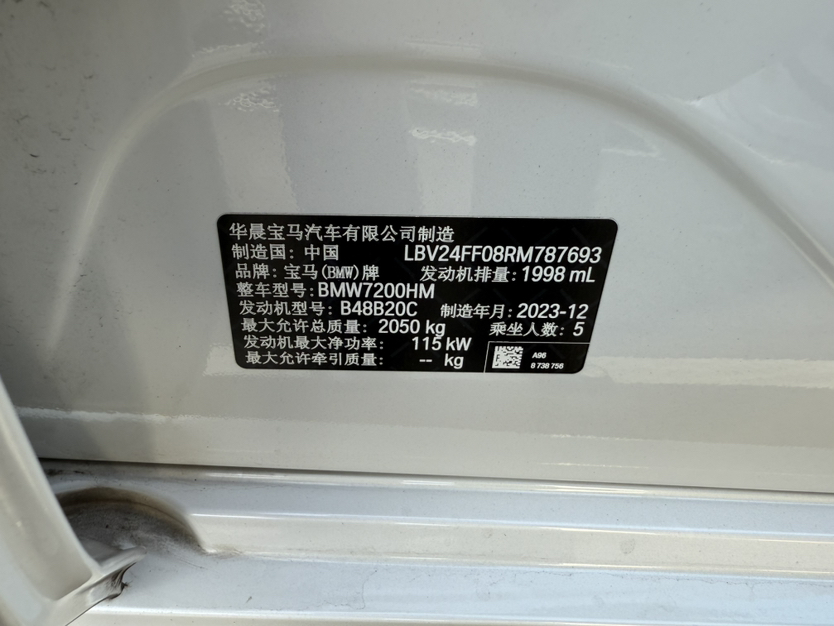 华晨宝马汽车有限公司制造
制造国: 中国 LBV24FF08RM787693
品牌: 宝马(BMW)牌 发动机排量: 1998 mL
整车型号: BMW7200HM
发动机型号: B48B20C 制造年月: 2023-12
最大允许总质量: 2050 kg 乘坐人数: 5
发动机最大净功率: 115 kW
最大允许牵引质量: -- kg
A96
8 738 756